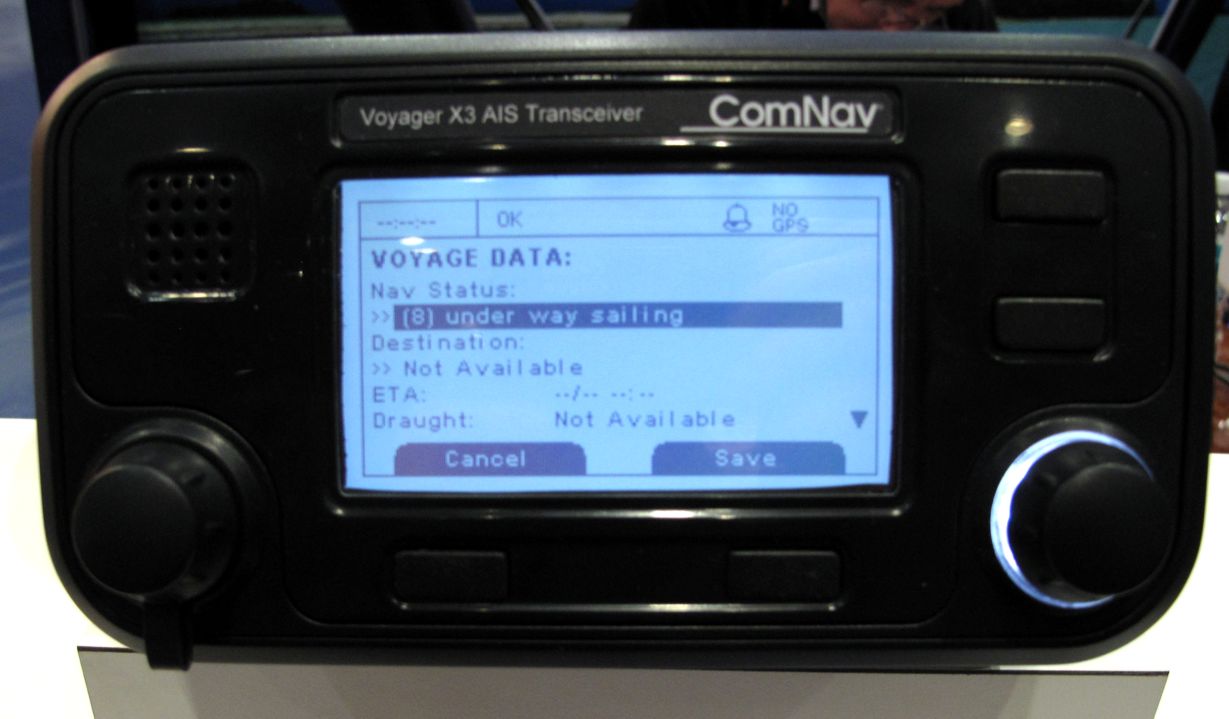 Voyager X3 AIS Transceiver ComNav
--:--:-- OK NO GPS
VOYAGE DATA:
Nav Status:
>> (8) under way sailing
Destination:
>> Not Available
ETA: --/-- --:--
Draught: Not Available
Cancel Save